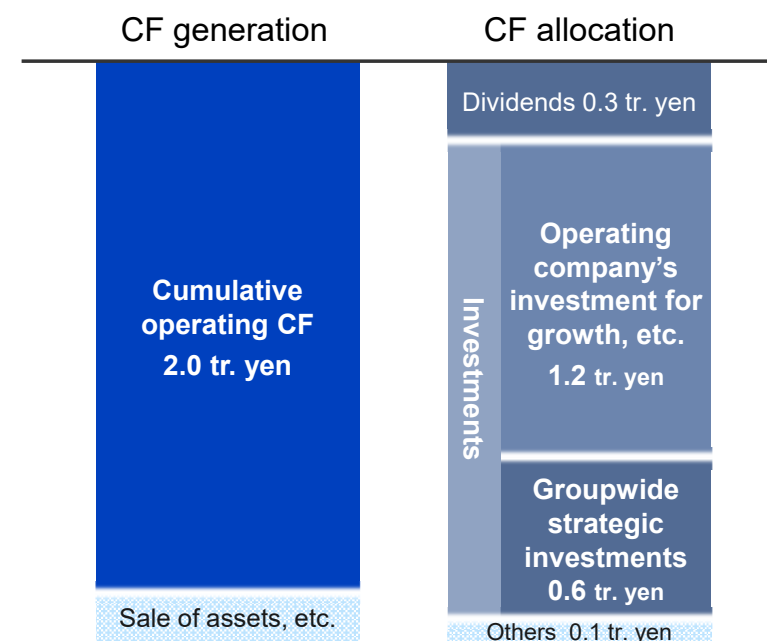 CF generation
CF allocation
Cumulative
operating CF
2.0 tr. yen
Sale of assets, etc.
Dividends 0.3 tr. yen
Investments
Operating
company’s
investment for
growth, etc.
1.2 tr. yen
Groupwide
strategic
investments
0.6 tr. yen
Others 0.1 tr. yen